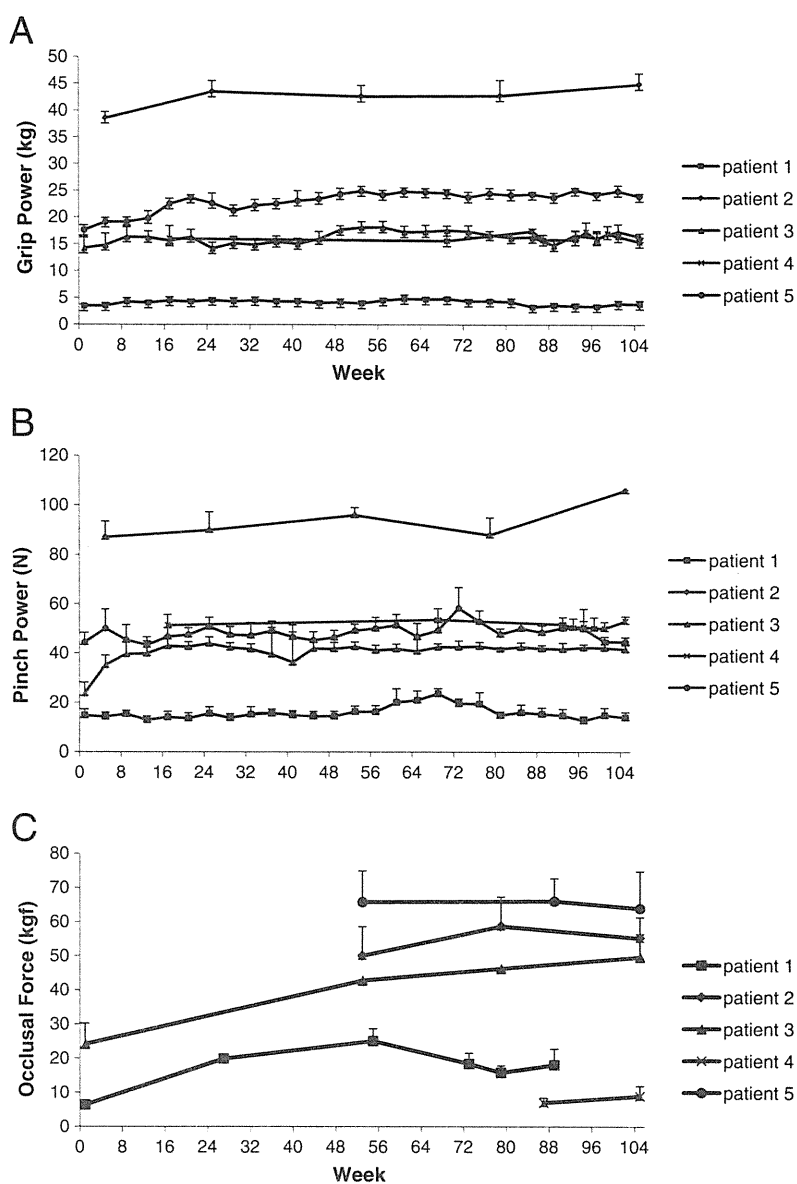 A
50
45
40
35
30
25
20
15
10
5
0
Grip Power (kg)
0 8 16 24 32 40 48 56 64 72 80 88 96 104
Week
patient 1
patient 2
patient 3
patient 4
patient 5
B
120
100
80
60
40
20
0
Pinch Power (N)
0 8 16 24 32 40 48 56 64 72 80 88 96 104
patient 1
patient 2
patient 3
patient 4
patient 5
C
80
70
60
50
40
30
20
10
0
Occlusal Force (kgf)
0 8 16 24 32 40 48 56 64 72 80 88 96 104
Week
patient 1
patient 2
patient 3
patient 4
patient 5